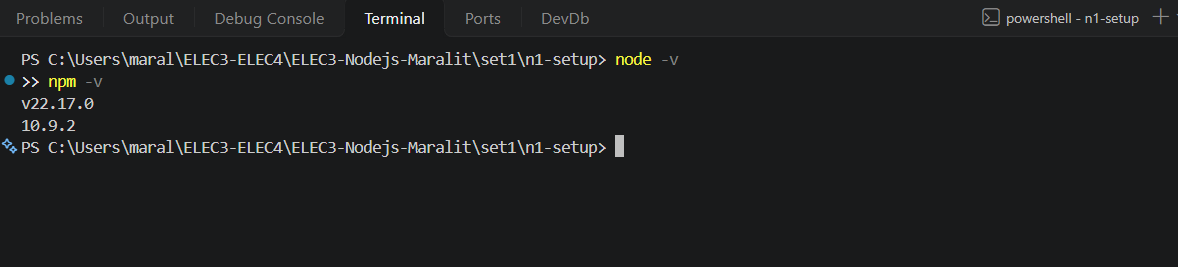 Problems Output Debug Console Terminal Ports DevDb powershell - n1-setup
PS C:\Users\maral\ELEC3-ELEC4\ELEC3-Nodejs-Maralit\set1\n1-setup> node -v
>> npm -v
v22.17.0
10.9.2
PS C:\Users\maral\ELEC3-ELEC4\ELEC3-Nodejs-Maralit\set1\n1-setup>